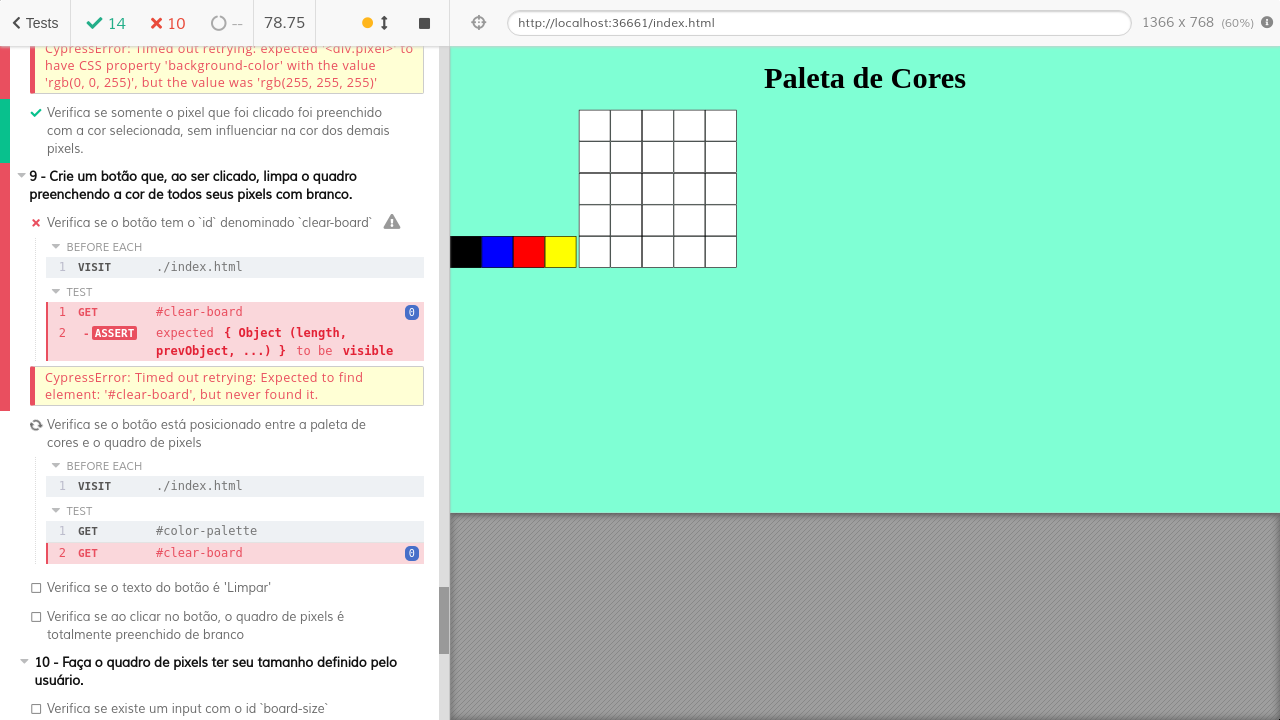 Tests 14 10 -- 78.75 http://localhost:36661/index.html 1366 x 768 (60%)
CypressError: Timed out retrying: expected '<div.pixel>' to
have CSS property 'background-color' with the value
'rgb(0, 0, 255)', but the value was 'rgb(255, 255, 255)'
Verifica se somente o pixel que foi clicado foi preenchido
com a cor selecionada, sem influenciar na cor dos demais
pixels.
9 - Crie um botão que, ao ser clicado, limpa o quadro
preenchendo a cor de todos seus pixels com branco.
Verifica se o botão tem o `id` denominado `clear-board`
BEFORE EACH
1 VISIT ./index.html
TEST
1 GET #clear-board 0
2 -ASSERT expected { Object (length,
prevObject, ...) } to be visible
CypressError: Timed out retrying: Expected to find
element: '#clear-board', but never found it.
Verifica se o botão está posicionado entre a paleta de
cores e o quadro de pixels
BEFORE EACH
1 VISIT ./index.html
TEST
1 GET #color-palette
2 GET #clear-board 0
Verifica se o texto do botão é 'Limpar'
Verifica se ao clicar no botão, o quadro de pixels é
totalmente preenchido de branco
10 - Faça o quadro de pixels ter seu tamanho definido pelo
usuário.
Verifica se existe um input com o id `board-size`
Paleta de Cores